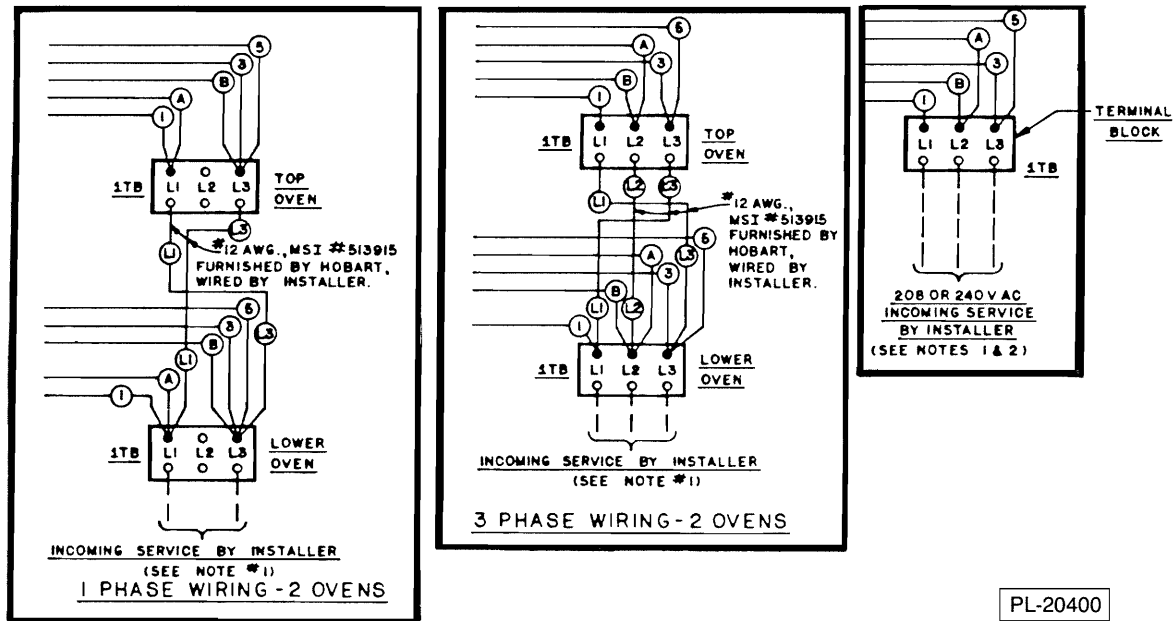 5
3
B
A
1
1TB
L1 L2 L3
TOP
OVEN
L1
L3
#12 AWG., MSI #513915
FURNISHED BY HOBART,
WIRED BY INSTALLER.
6
3
B
L3
L1
A
1
1TB
L1 L2 L3
LOWER
OVEN
INCOMING SERVICE BY INSTALLER
(SEE NOTE #1)
1 PHASE WIRING - 2 OVENS
6
A
3
B
1
1TB
L1 L2 L3
TOP
OVEN
L2 L3
L1
#12 AWG.,
MSI #513915
FURNISHED BY
HOBART,
WIRED BY
INSTALLER.
6
A
L3
3
B
L1 L2
1
1TB
L1 L2 L3
LOWER
OVEN
INCOMING SERVICE BY INSTALLER
(SEE NOTE #1)
3 PHASE WIRING - 2 OVENS
5
A
3
B
1
L1 L2 L3
1TB
TERMINAL
BLOCK
208 OR 240 V AC
INCOMING SERVICE
BY INSTALLER
(SEE NOTES 1 & 2)
PL-20400